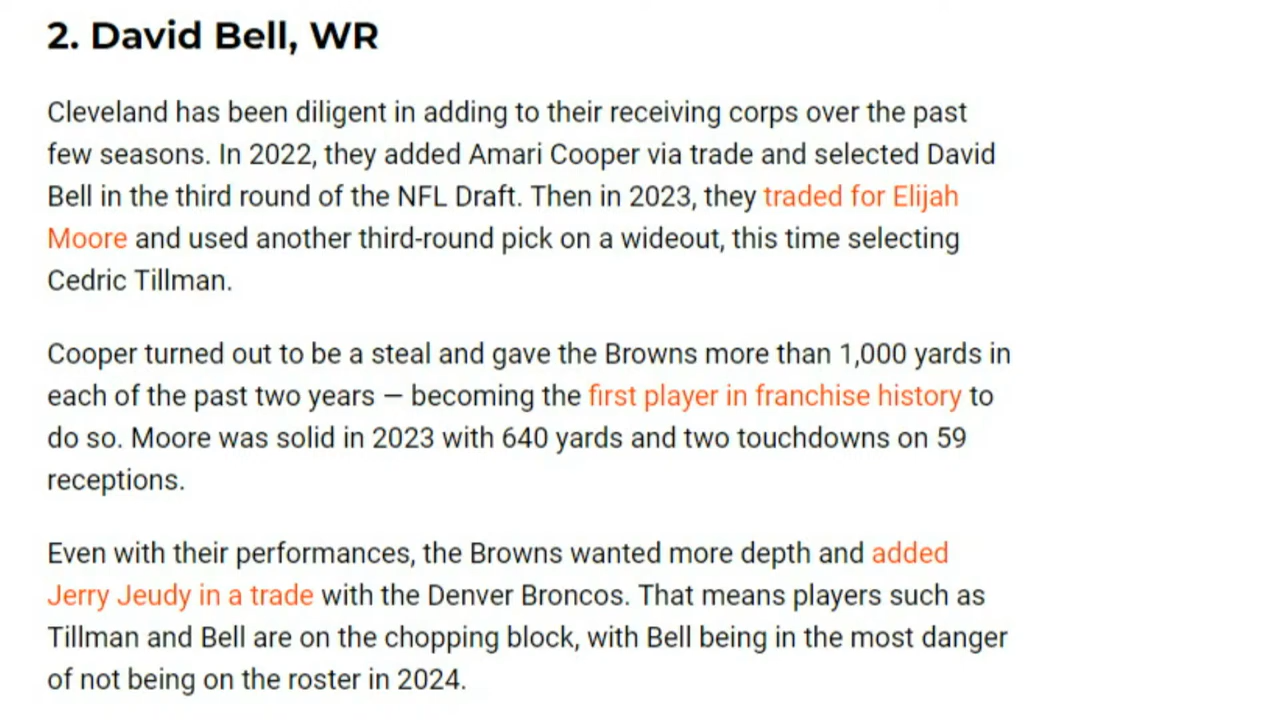 2. David Bell, WR
Cleveland has been diligent in adding to their receiving corps over the past
few seasons. In 2022, they added Amari Cooper via trade and selected David
Bell in the third round of the NFL Draft. Then in 2023, they traded for Elijah
Moore and used another third-round pick on a wideout, this time selecting
Cedric Tillman.
Cooper turned out to be a steal and gave the Browns more than 1,000 yards in
each of the past two years — becoming the first player in franchise history to
do so. Moore was solid in 2023 with 640 yards and two touchdowns on 59
receptions.
Even with their performances, the Browns wanted more depth and added
Jerry Jeudy in a trade with the Denver Broncos. That means players such as
Tillman and Bell are on the chopping block, with Bell being in the most danger
of not being on the roster in 2024.